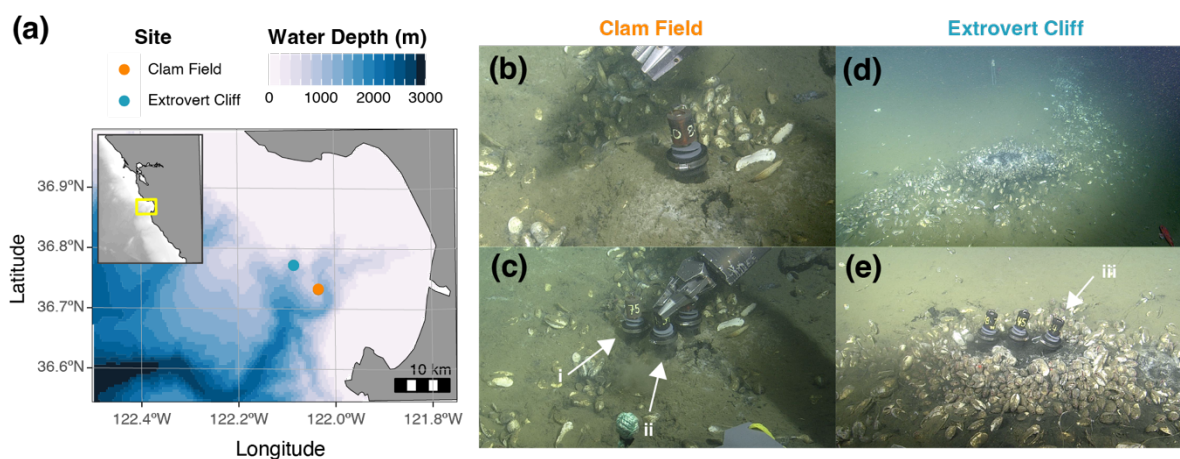 (a)
Site
Clam Field
Extrovert Cliff
Water Depth (m)
0 1000 2000 3000
36.9ºN
36.8ºN
36.7ºN
36.6ºN
Latitude
10 km
122.4ºW 122.2ºW 122.0ºW 121.8ºW
Longitude
Clam Field
Extrovert Cliff
(b)
(d)
(c)
75
i
ii
(e)
iii